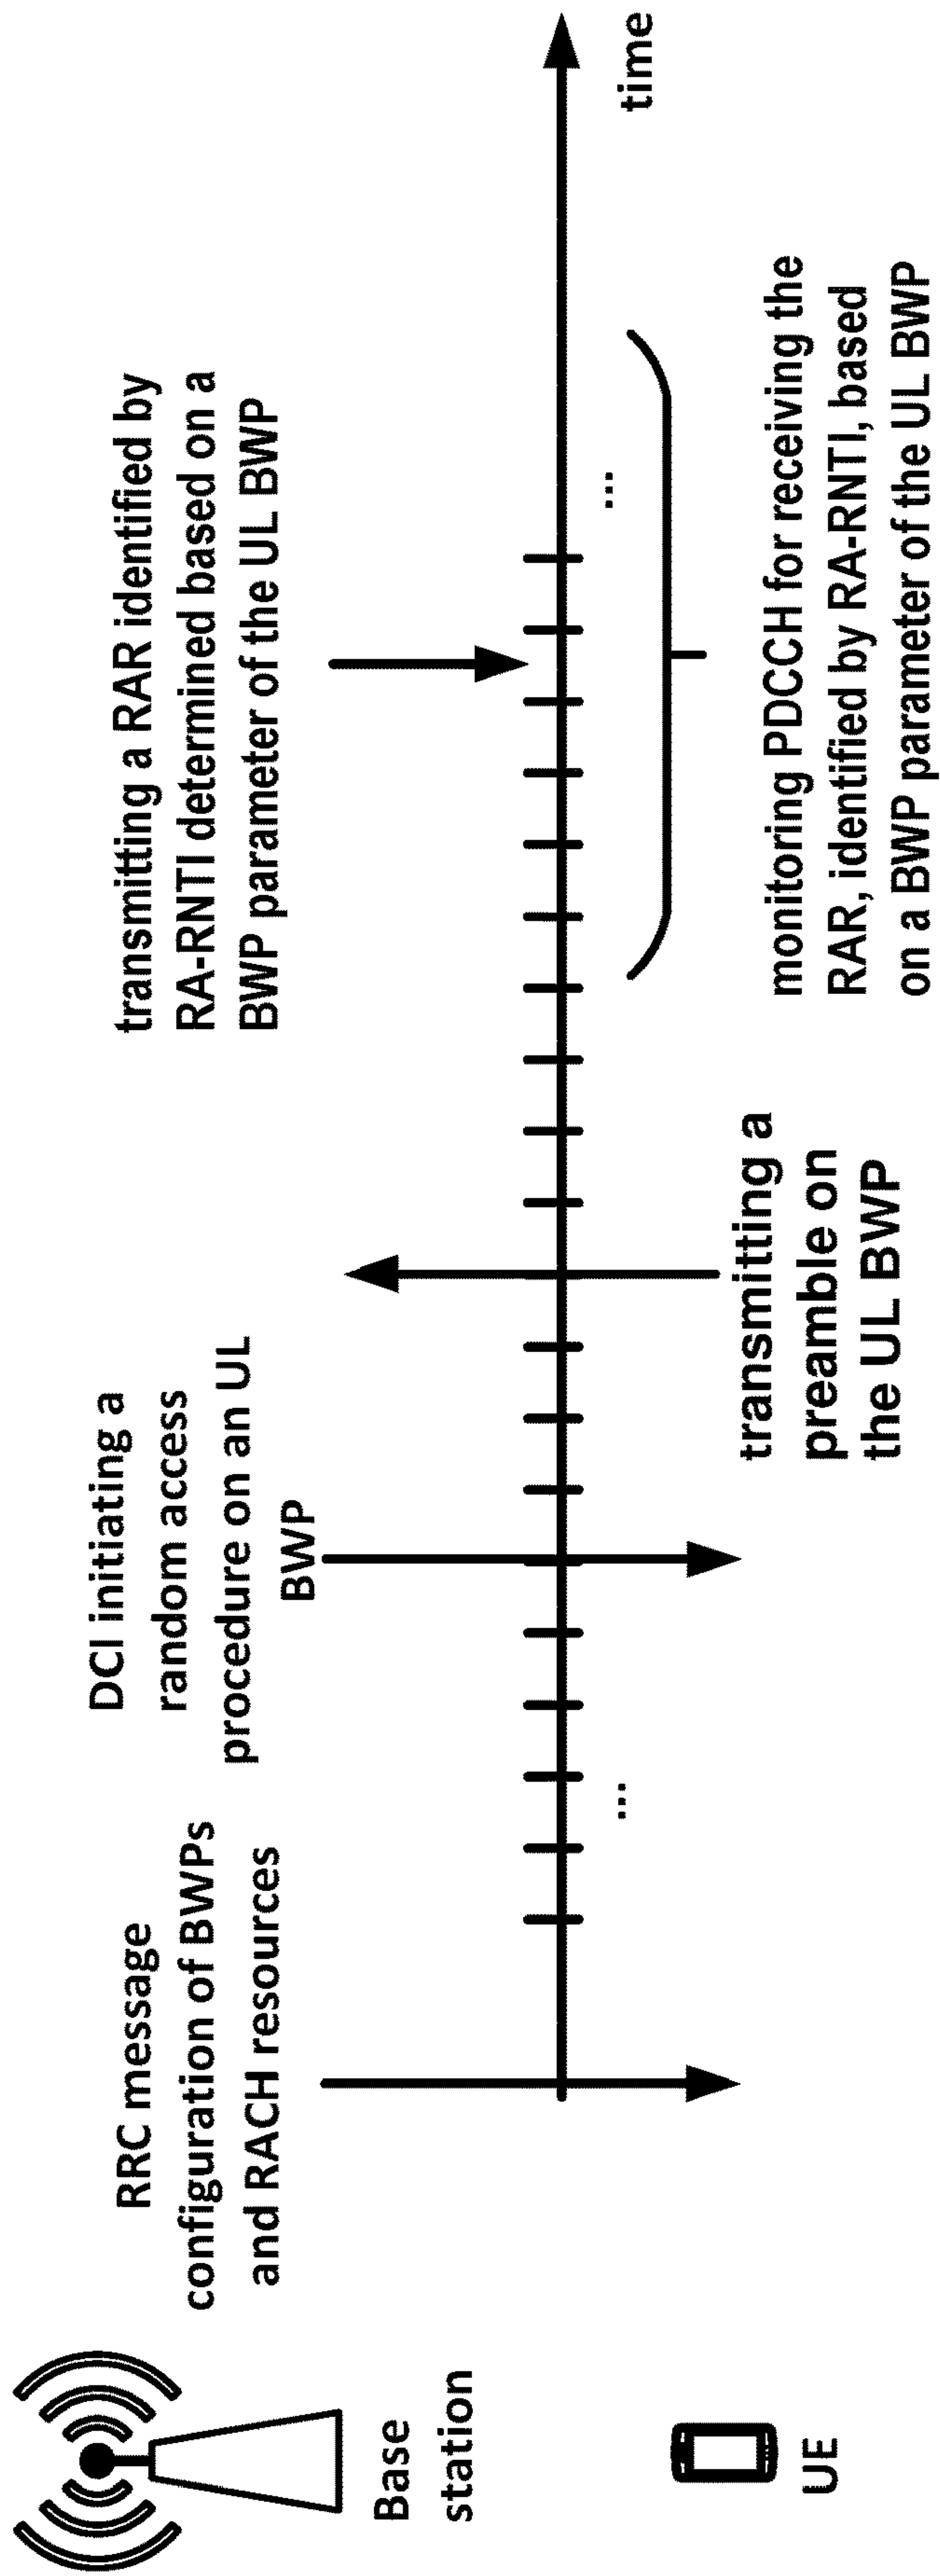 RRC message
configuration of BWPs
and RACH resources
DCI initiating a
random access
procedure on an UL
BWP
transmitting a RAR identified by
RA-RNTI determined based on a
BWP parameter of the UL BWP
Base
station
...
...
time
UE
transmitting a
preamble on
the UL BWP
monitoring PDCCH for receiving the
RAR, identified by RA-RNTI, based
on a BWP parameter of the UL BWP